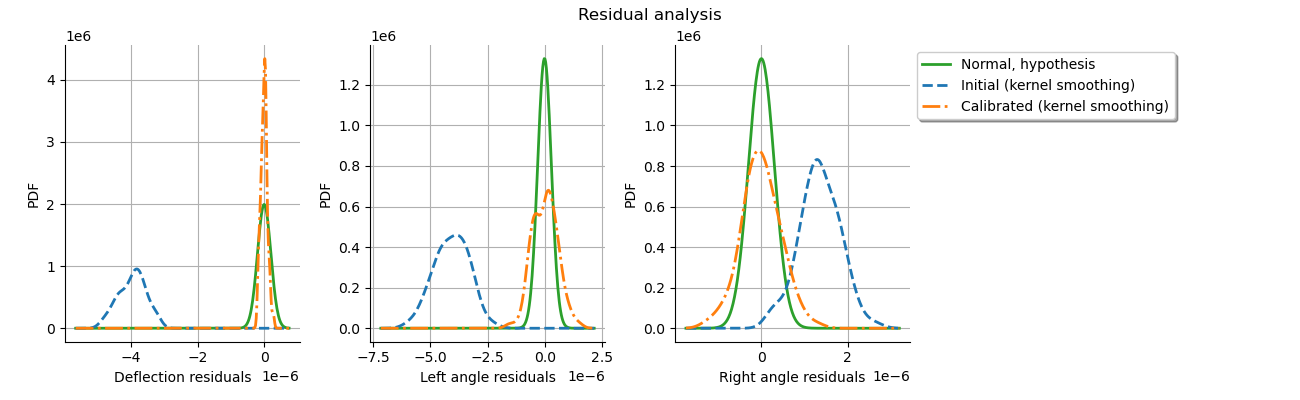 Residual analysis
1e6
PDF
4
3
2
1
0
−4
−2
0
Deflection residuals
1e−6
1e6
PDF
1.2
1.0
0.8
0.6
0.4
0.2
0.0
−7.5
−5.0
−2.5
0.0
2.5
Left angle residuals
1e−6
1e6
PDF
1.2
1.0
0.8
0.6
0.4
0.2
0.0
0
2
Right angle residuals
1e−6
Normal, hypothesis
Initial (kernel smoothing)
Calibrated (kernel smoothing)